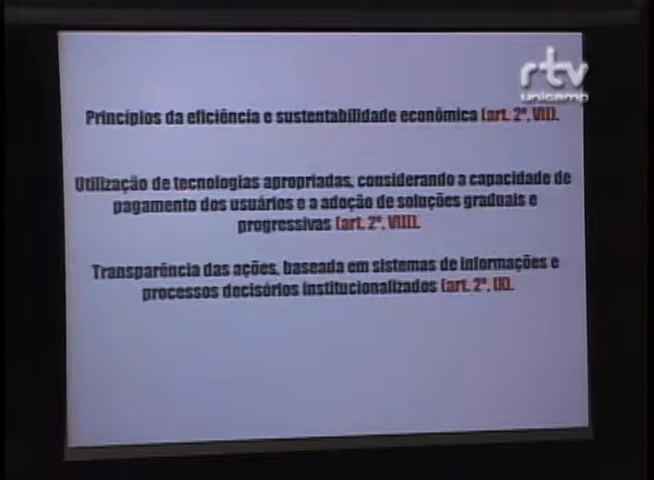 rtv
unicamp
Princípios da eficiência e sustentabilidade econômica (art. 2º, VII).
Utilização de tecnologias apropriadas, considerando a capacidade de
pagamento dos usuários e a adoção de soluções graduais e
progressivas (art. 2º, VIII).
Transparência das ações, baseada em sistemas de informações e
processos decisórios institucionalizados (art. 2º, IX).